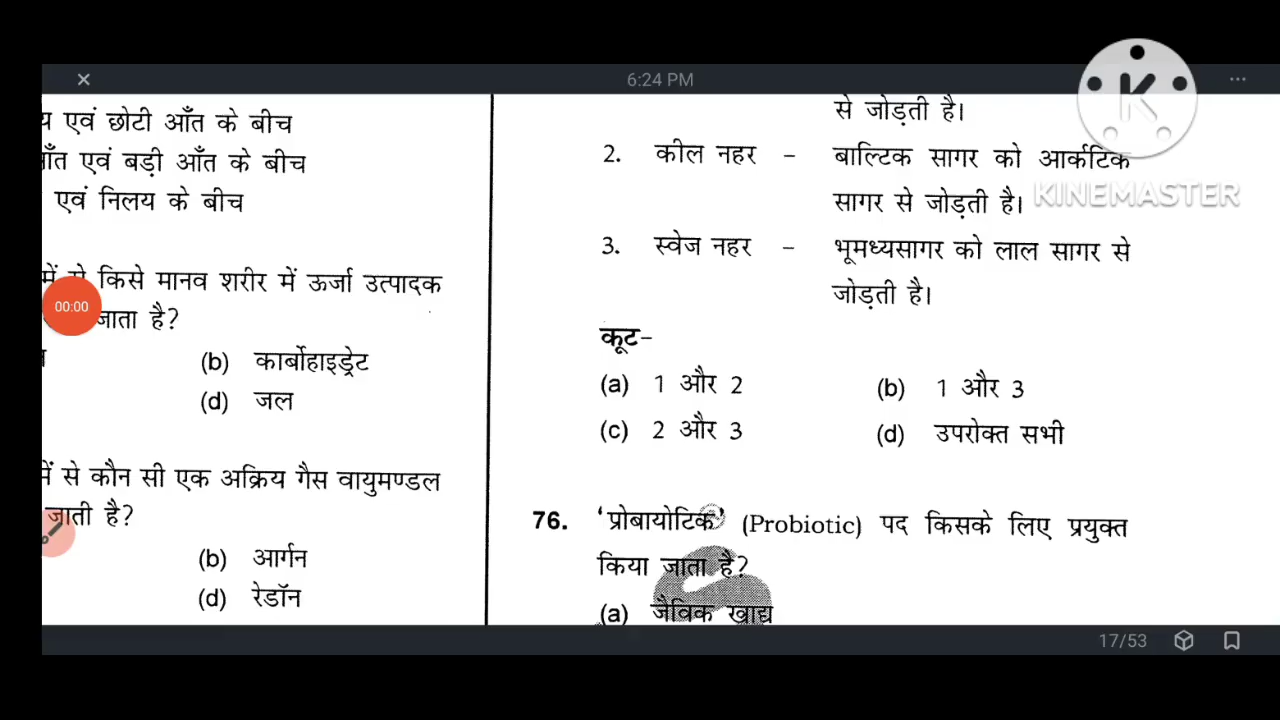 6:24 PM
एवं छोटी आँत के बीच
एवं बड़ी आँत के बीच
एवं निलय के बीच
में से किसे मानव शरीर में ऊर्जा उत्पादक
00:00
जाता है?
(b) कार्बोहाइड्रेट
(d) जल
में से कौन सी एक अक्रिय गैस वायुमण्डल
जाती है?
(b) आर्गन
(d) रेडॉन
से जोड़ती है।
2. कील नहर – बाल्टिक सागर को आर्कटिक
सागर से जोड़ती है।
3. स्वेज नहर – भूमध्यसागर को लाल सागर से
जोड़ती है।
कूट–
(a) 1 और 2 (b) 1 और 3
(c) 2 और 3 (d) उपरोक्त सभी
76. 'प्रोबायोटिक' (Probiotic) पद किसके लिए प्रयुक्त
किया जाता है?
(a) जैविक खाद्य
K
KINEMASTER
17/53